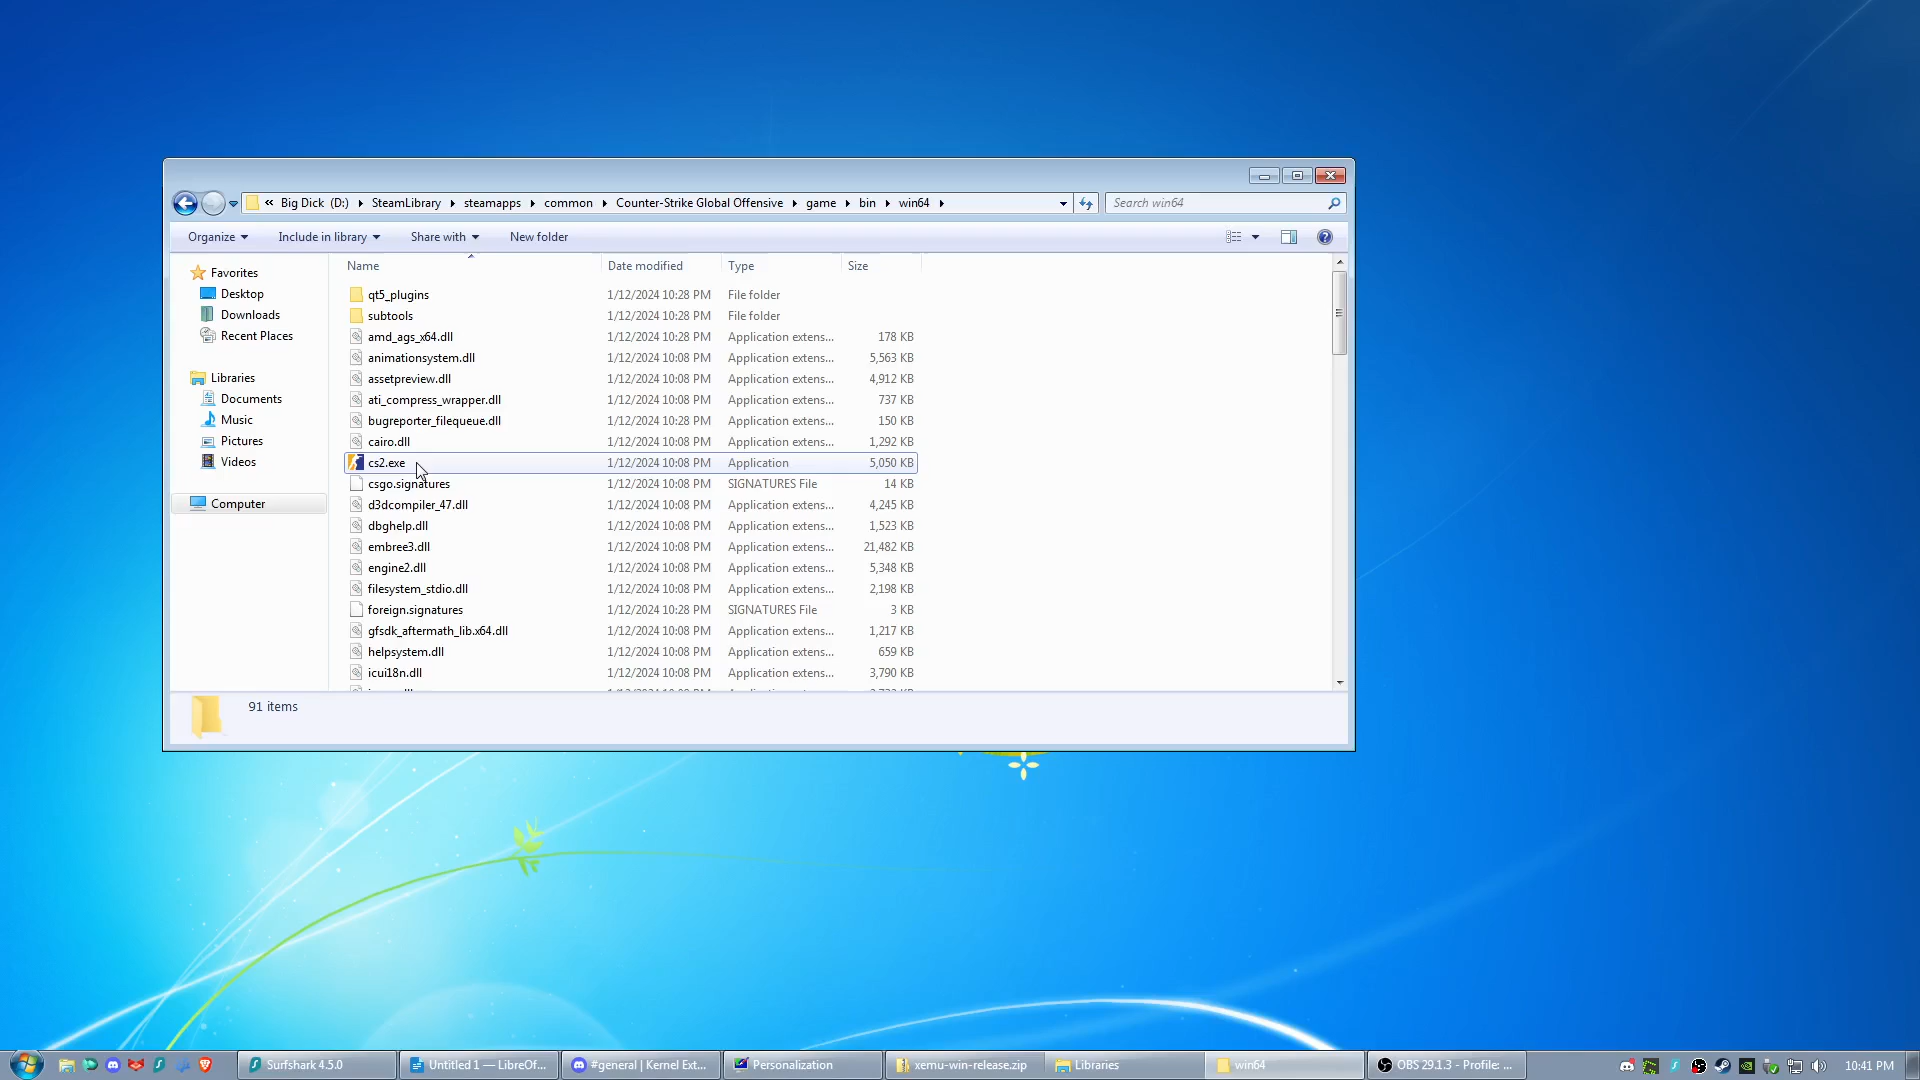 « Big Dick (D:) SteamLibrary steamapps common Counter-Strike Global Offensive game bin win64
Search win64
Organize Include in library Share with New folder
Name Date modified Type Size
Favorites
Desktop
Downloads
Recent Places
Libraries
Documents
Music
Pictures
Videos
Computer
qt5_plugins 1/12/2024 10:28 PM File folder
subtools 1/12/2024 10:28 PM File folder
amd_ags_x64.dll 1/12/2024 10:28 PM Application extens... 178 KB
animationsystem.dll 1/12/2024 10:08 PM Application extens... 5,563 KB
assetpreview.dll 1/12/2024 10:08 PM Application extens... 4,912 KB
ati_compress_wrapper.dll 1/12/2024 10:08 PM Application extens... 737 KB
bugreporter_filequeue.dll 1/12/2024 10:28 PM Application extens... 150 KB
cairo.dll 1/12/2024 10:08 PM Application extens... 1,292 KB
cs2.exe 1/12/2024 10:08 PM Application 5,050 KB
csgo.signatures 1/12/2024 10:08 PM SIGNATURES File 14 KB
d3dcompiler_47.dll 1/12/2024 10:08 PM Application extens... 4,245 KB
dbghelp.dll 1/12/2024 10:08 PM Application extens... 1,523 KB
embree3.dll 1/12/2024 10:08 PM Application extens... 21,482 KB
engine2.dll 1/12/2024 10:08 PM Application extens... 5,348 KB
filesystem_stdio.dll 1/12/2024 10:08 PM Application extens... 2,198 KB
foreign.signatures 1/12/2024 10:28 PM SIGNATURES File 3 KB
gfsdk_aftermath_lib.x64.dll 1/12/2024 10:08 PM Application extens... 1,217 KB
helpsystem.dll 1/12/2024 10:08 PM Application extens... 659 KB
icui18n.dll 1/12/2024 10:08 PM Application extens... 3,790 KB
91 items
Surfshark 4.5.0
Untitled 1 — LibreOf...
#general | Kernel Ext...
Personalization
xemu-win-release.zip
Libraries
win64
OBS 29.1.3 - Profile: ...
10:41 PM